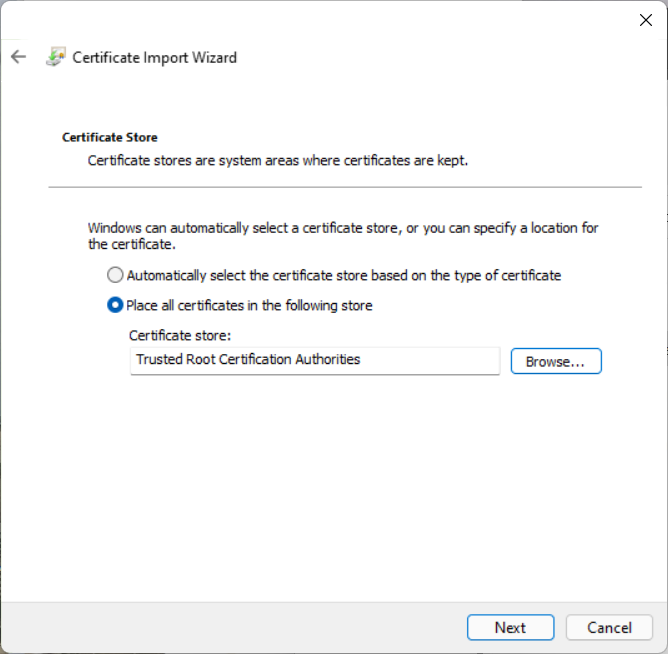 Certificate Import Wizard
Certificate Store
Certificate stores are system areas where certificates are kept.
Windows can automatically select a certificate store, or you can specify a location for
the certificate.
Automatically select the certificate store based on the type of certificate
Place all certificates in the following store
Certificate store:
Trusted Root Certification Authorities
Browse...
Next
Cancel